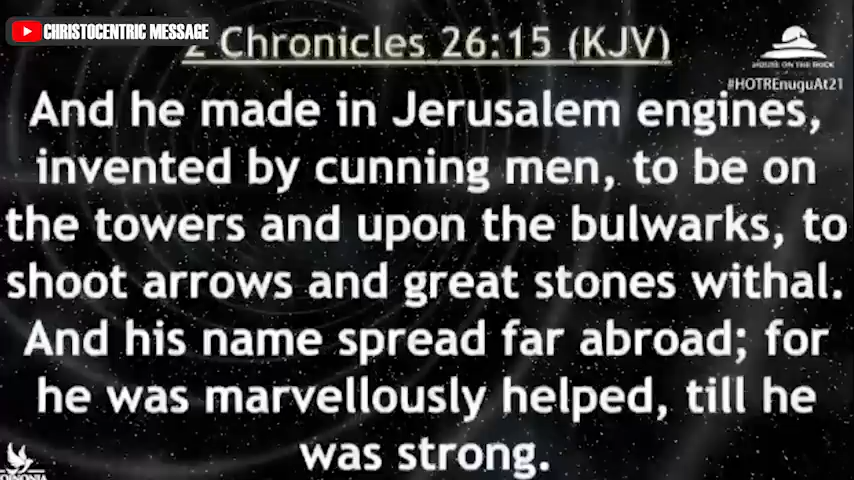 CHRISTOCENTRIC MESSAGE
2 Chronicles 26:15 (KJV)
HOUSE ON THE ROCK
#HOTREnuguAt21
And he made in Jerusalem engines,
invented by cunning men, to be on
the towers and upon the bulwarks, to
shoot arrows and great stones withal.
And his name spread far abroad; for
he was marvellously helped, till he
was strong.